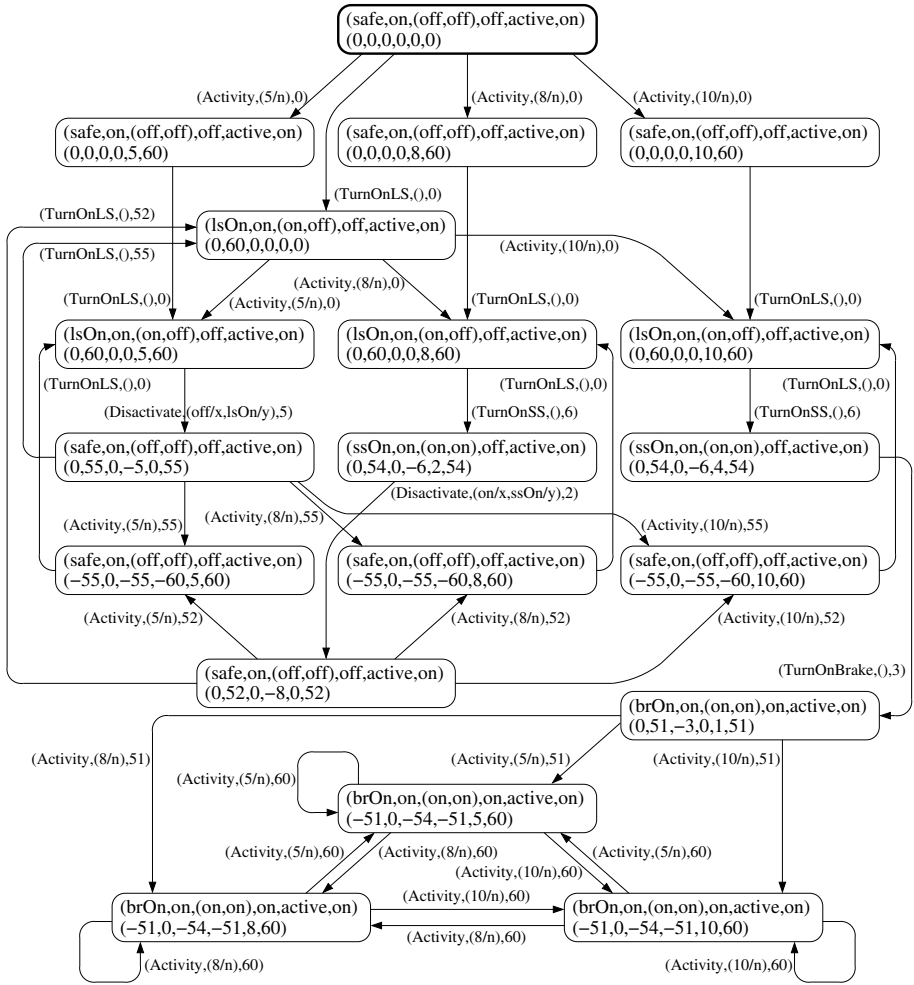 (safe,on,(off,off),off,active,on)
(0,0,0,0,0,0)
(Activity,(5/n),0)
(Activity,(8/n),0)
(Activity,(10/n),0)
(safe,on,(off,off),off,active,on)
(0,0,0,0,5,60)
(safe,on,(off,off),off,active,on)
(0,0,0,0,8,60)
(safe,on,(off,off),off,active,on)
(0,0,0,0,10,60)
(TurnOnLS,(),0)
(TurnOnLS,(),52)
(lsOn,on,(on,off),off,active,on)
(0,60,0,0,0,0)
(TurnOnLS,(),55)
(Activity,(10/n),0)
(Activity,(8/n),0)
(TurnOnLS,(),0)
(Activity,(5/n),0)
(TurnOnLS,(),0)
(TurnOnLS,(),0)
(lsOn,on,(on,off),off,active,on)
(0,60,0,0,5,60)
(lsOn,on,(on,off),off,active,on)
(0,60,0,0,8,60)
(lsOn,on,(on,off),off,active,on)
(0,60,0,0,10,60)
(TurnOnLS,(),0)
(TurnOnLS,(),0)
(TurnOnLS,(),0)
(Disactivate,(off/x,lsOn/y),5)
(TurnOnSS,(),6)
(TurnOnSS,(),6)
(safe,on,(off,off),off,active,on)
(0,55,0,−5,0,55)
(ssOn,on,(on,on),off,active,on)
(0,54,0,−6,2,54)
(ssOn,on,(on,on),off,active,on)
(0,54,0,−6,4,54)
(Disactivate,(on/x,ssOn/y),2)
(Activity,(5/n),55)
(Activity,(8/n),55)
(Activity,(10/n),55)
(safe,on,(off,off),off,active,on)
(−55,0,−55,−60,5,60)
(safe,on,(off,off),off,active,on)
(−55,0,−55,−60,8,60)
(safe,on,(off,off),off,active,on)
(−55,0,−55,−60,10,60)
(Activity,(5/n),52)
(Activity,(8/n),52)
(Activity,(10/n),52)
(safe,on,(off,off),off,active,on)
(0,52,0,−8,0,52)
(TurnOnBrake,(),3)
(brOn,on,(on,on),on,active,on)
(0,51,−3,0,1,51)
(Activity,(8/n),51)
(Activity,(5/n),51)
(Activity,(10/n),51)
(Activity,(5/n),60)
(brOn,on,(on,on),on,active,on)
(−51,0,−54,−51,5,60)
(Activity,(5/n),60)
(Activity,(8/n),60)
(Activity,(5/n),60)
(Activity,(10/n),60)
(brOn,on,(on,on),on,active,on)
(−51,0,−54,−51,8,60)
(Activity,(10/n),60)
(Activity,(8/n),60)
(brOn,on,(on,on),on,active,on)
(−51,0,−54,−51,10,60)
(Activity,(8/n),60)
(Activity,(10/n),60)